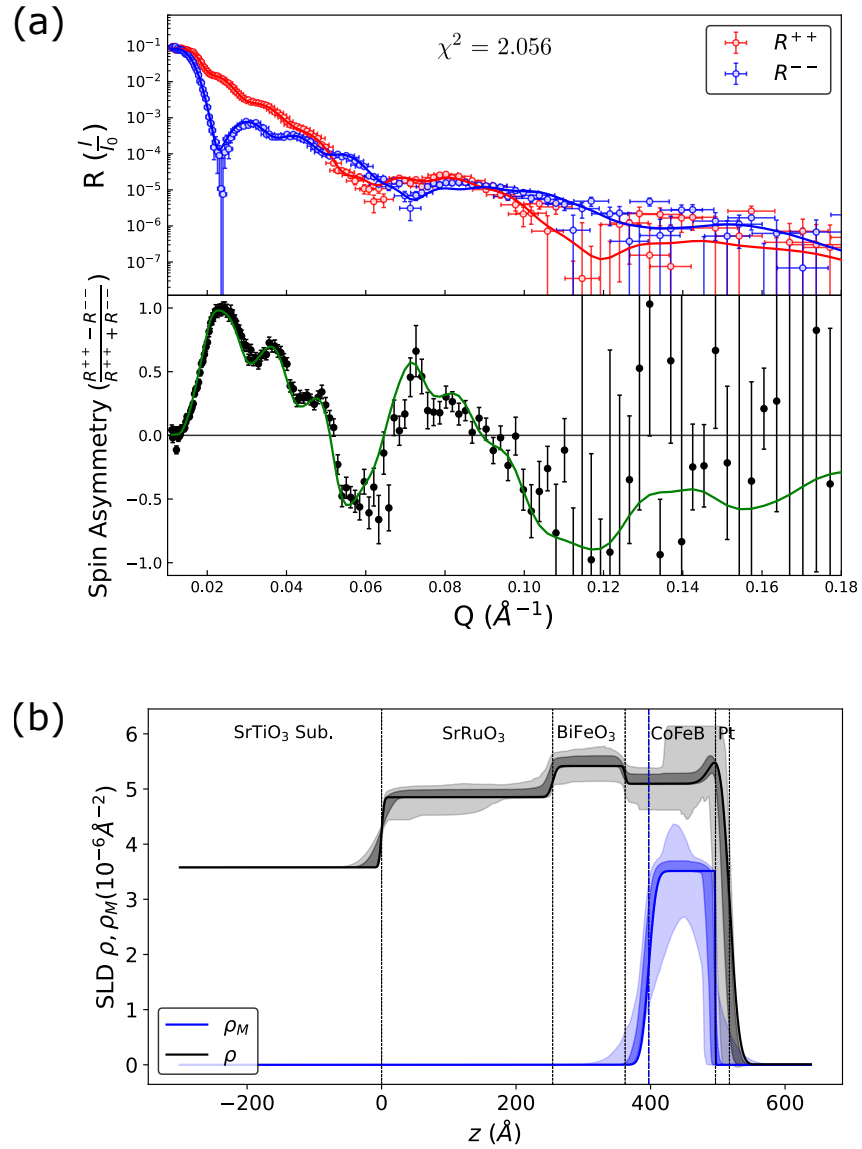 (a)
χ² = 2.056
R⁺⁺
R⁻⁻
R (I/I₀)
10⁻¹
10⁻²
10⁻³
10⁻⁴
10⁻⁵
10⁻⁶
10⁻⁷
Spin Asymmetry (R⁺⁺ − R⁻⁻ / R⁺⁺ + R⁻⁻)
1.0
0.5
0.0
−0.5
−1.0
0.02 0.04 0.06 0.08 0.10 0.12 0.14 0.16 0.18
Q (Å⁻¹)
(b)
SrTiO₃ Sub. SrRuO₃ BiFeO₃ CoFeB Pt
SLD ρ, ρ_M(10⁻⁶Å⁻²)
6
5
4
3
2
1
0
ρ_M
ρ
−200 0 200 400 600
z (Å)